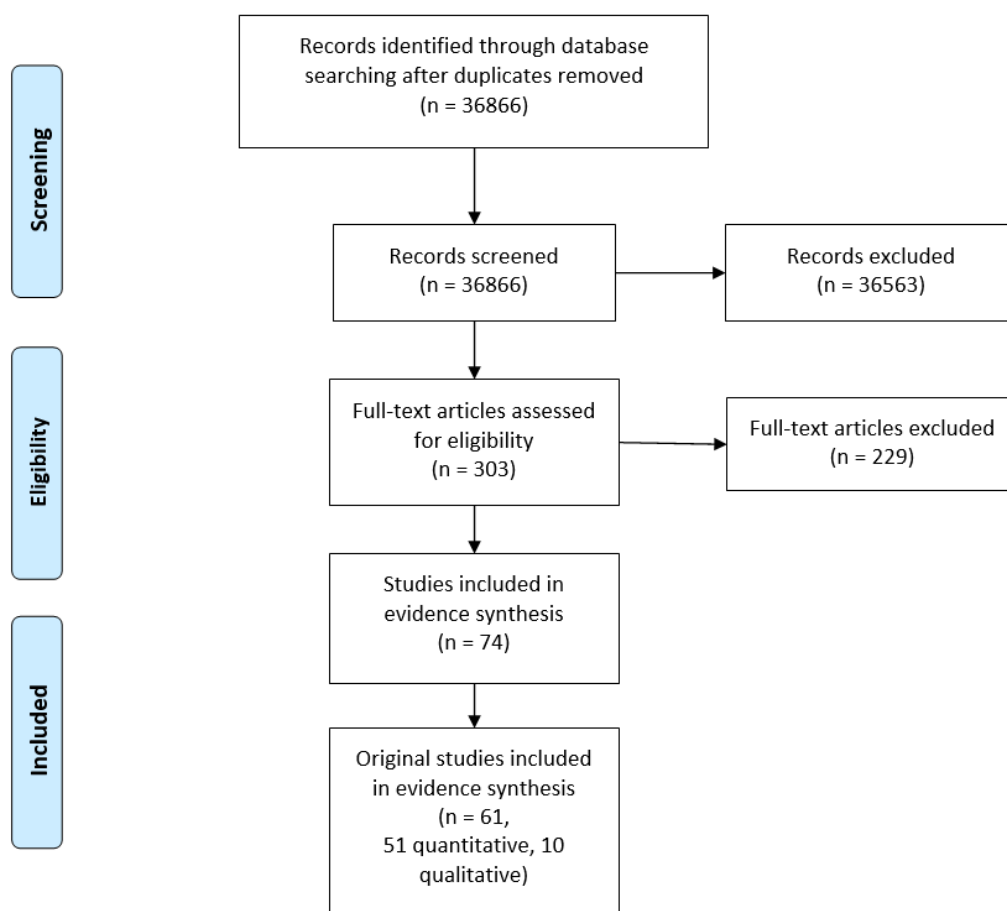 Screening
Records identified through database
searching after duplicates removed
(n = 36866)
Records screened
(n = 36866)
Records excluded
(n = 36563)
Eligibility
Full-text articles assessed
for eligibility
(n = 303)
Full-text articles excluded
(n = 229)
Included
Studies included in
evidence synthesis
(n = 74)
Original studies included
in evidence synthesis
(n = 61,
51 quantitative, 10
qualitative)